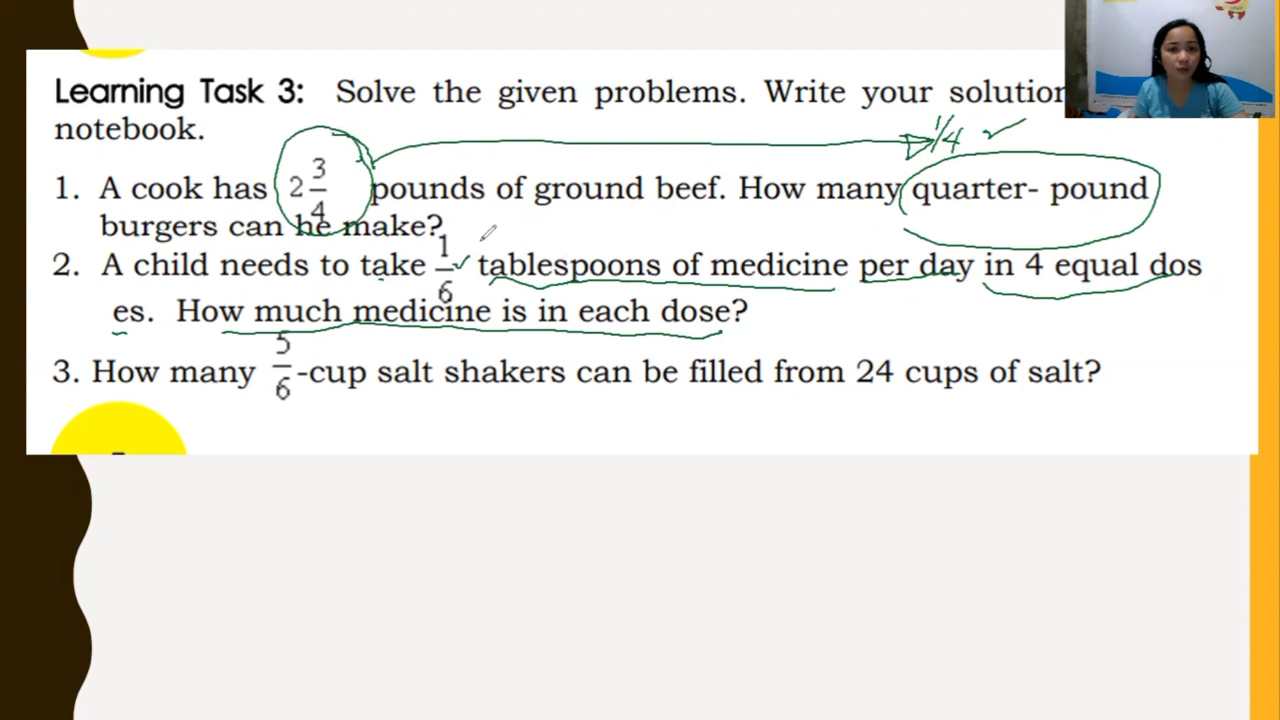 Learning Task 3: Solve the given problems. Write your solution
notebook.
1/4
1. A cook has 2 3/4 pounds of ground beef. How many quarter- pound
burgers can he make?
2. A child needs to take 1/6 tablespoons of medicine per day in 4 equal dos
es. How much medicine is in each dose?
3. How many 5/6 -cup salt shakers can be filled from 24 cups of salt?